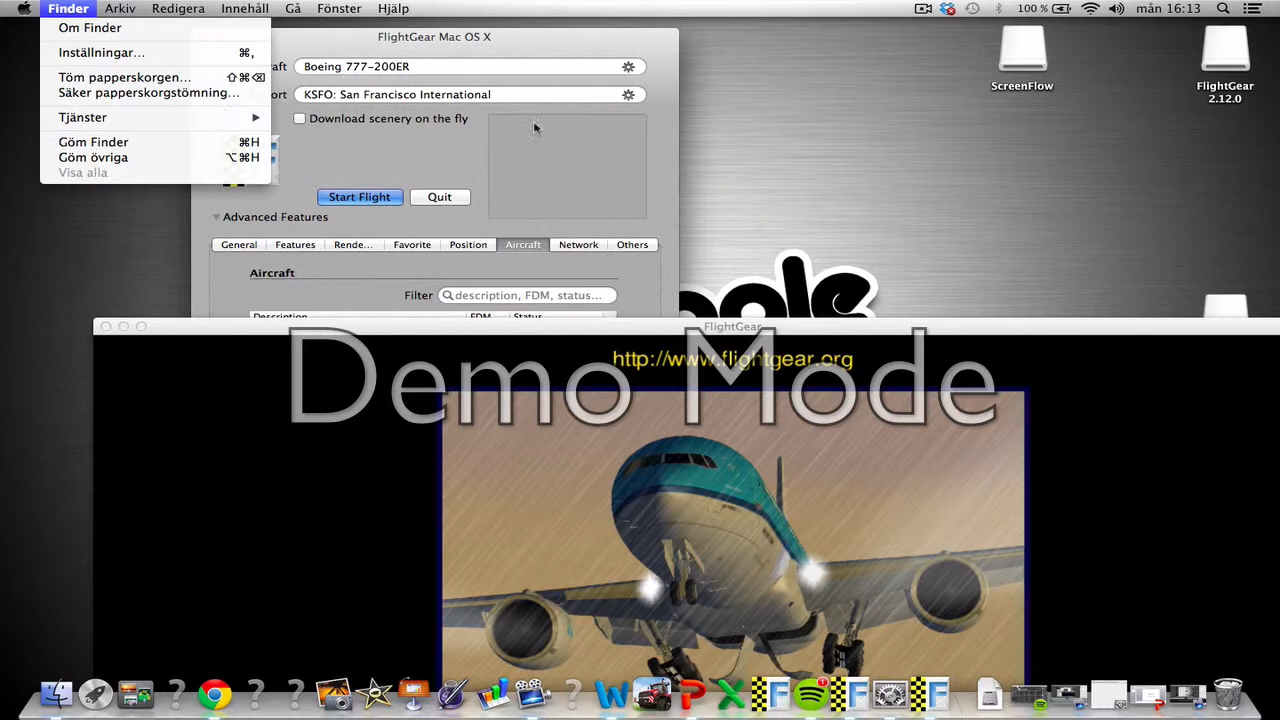 Finder Arkiv Redigera Innehåll Gå Fönster Hjälp 100 % mån 16:13
Om Finder
Inställningar... ⌘,
Töm papperskorgen... ⇧⌘⌫
Säker papperskorgstömning...
Tjänster
Göm Finder ⌘H
Göm övriga ⌥⌘H
Visa alla
FlightGear Mac OS X
Boeing 777-200ER
KSFO: San Francisco International
Download scenery on the fly
Start Flight Quit
Advanced Features
General Features Rende... Favorite Position Aircraft Network Others
Aircraft
Filter description, FDM, status...
Description FDM Status
ScreenFlow
FlightGear
2.12.0
FlightGear
http://www.flightgear.org
Demo Mode